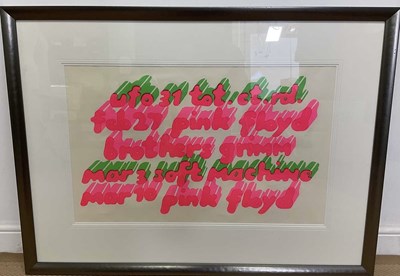 ufo 31 tot. ct. rd.
feb 24 pink floyd
brothers grimm
mar 3 soft machine
mar 10 pink floyd